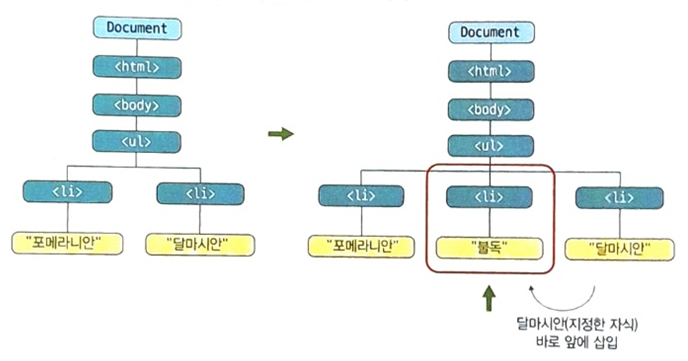 Document
<html>
<body>
<ul>
<li>
<li>
"포메라니안"
"달마시안"
Document
<html>
<body>
<ul>
<li>
<li>
<li>
"포메라니안"
"불독"
"달마시안"
달마시안(지정한 자식)
바로 앞에 삽입